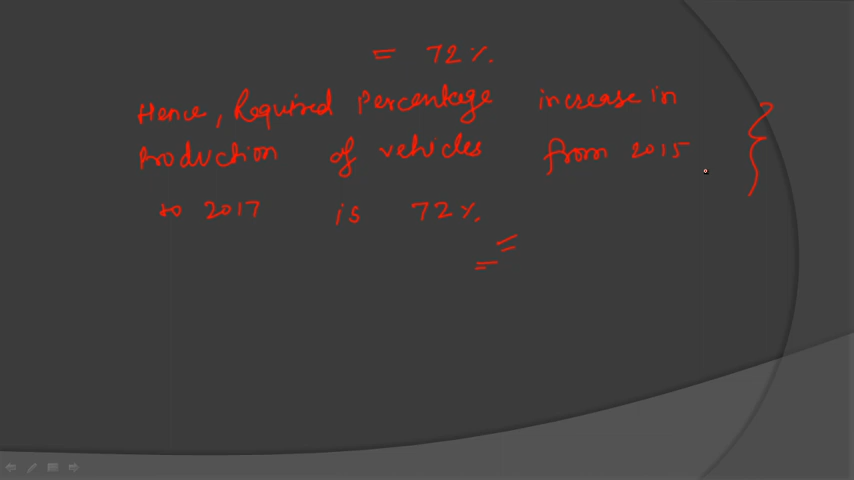 = 72%.
Hence, Required Percentage increase in
Production of vehicles from 2015
to 2017 is 72%.